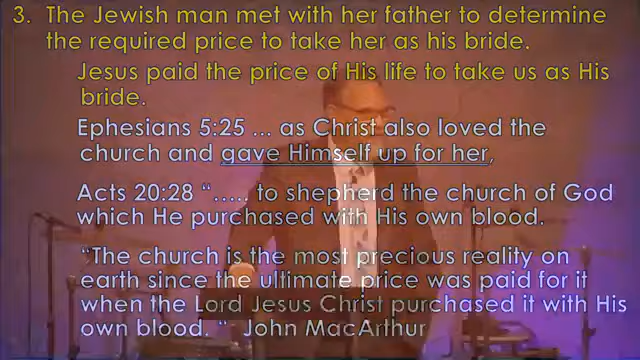 3. The Jewish man met with her father to determine
the required price to take her as his bride.
Jesus paid the price of His life to take us as His
bride.
Ephesians 5:25 ... as Christ also loved the
church and gave Himself up for her,
Acts 20:28 “..... to shepherd the church of God
which He purchased with His own blood.
“The church is the most precious reality on
earth since the ultimate price was paid for it
when the Lord Jesus Christ purchased it with His
own blood. “ John MacArthur